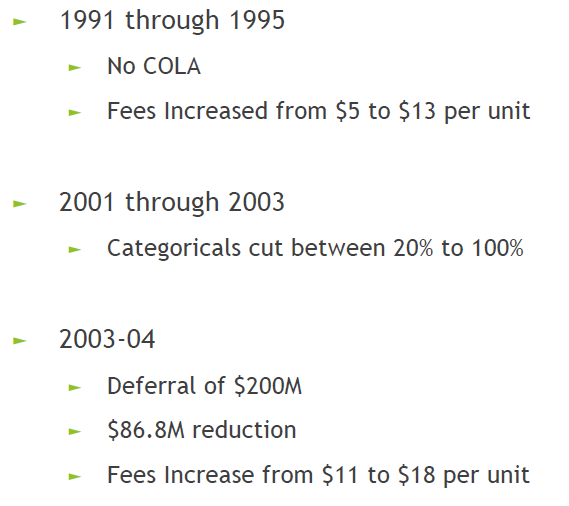 1991 through 1995
No COLA
Fees Increased from $5 to $13 per unit
2001 through 2003
Categoricals cut between 20% to 100%
2003-04
Deferral of $200M
$86.8M reduction
Fees Increase from $11 to $18 per unit